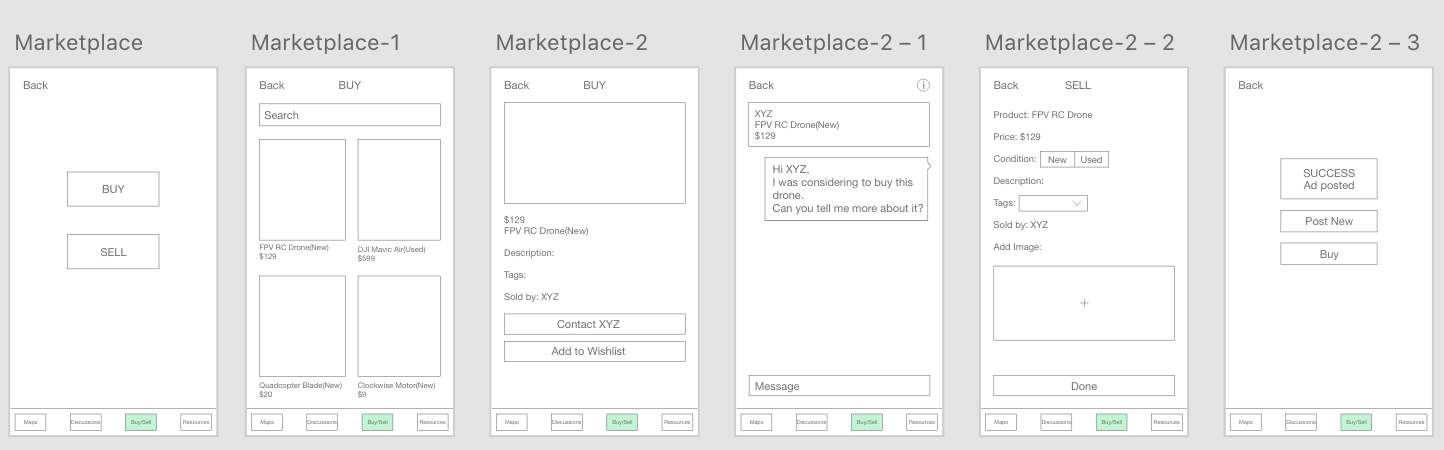 Marketplace
Back
BUY
SELL
Maps
Discussions
Buy/Sell
Resources
Marketplace-1
Back BUY
Search
FPV RC Drone(New)
$129
DJI Mavic Air(Used)
$599
Quadcopter Blade(New)
$20
Clockwise Motor(New)
$9
Maps
Discussions
Buy/Sell
Resources
Marketplace-2
Back BUY
$129
FPV RC Drone(New)
Description:
Tags:
Sold by: XYZ
Contact XYZ
Add to Wishlist
Maps
Discussions
Buy/Sell
Resources
Marketplace-2 – 1
Back
XYZ
FPV RC Drone(New)
$129
Hi XYZ,
I was considering to buy this
drone.
Can you tell me more about it?
Message
Maps
Discussions
Buy/Sell
Resources
Marketplace-2 – 2
Back SELL
Product: FPV RC Drone
Price: $129
Condition: New Used
Description:
Tags:
Sold by: XYZ
Add Image:
+
Done
Maps
Discussions
Buy/Sell
Resources
Marketplace-2 – 3
Back
SUCCESS
Ad posted
Post New
Buy
Maps
Discussions
Buy/Sell
Resources